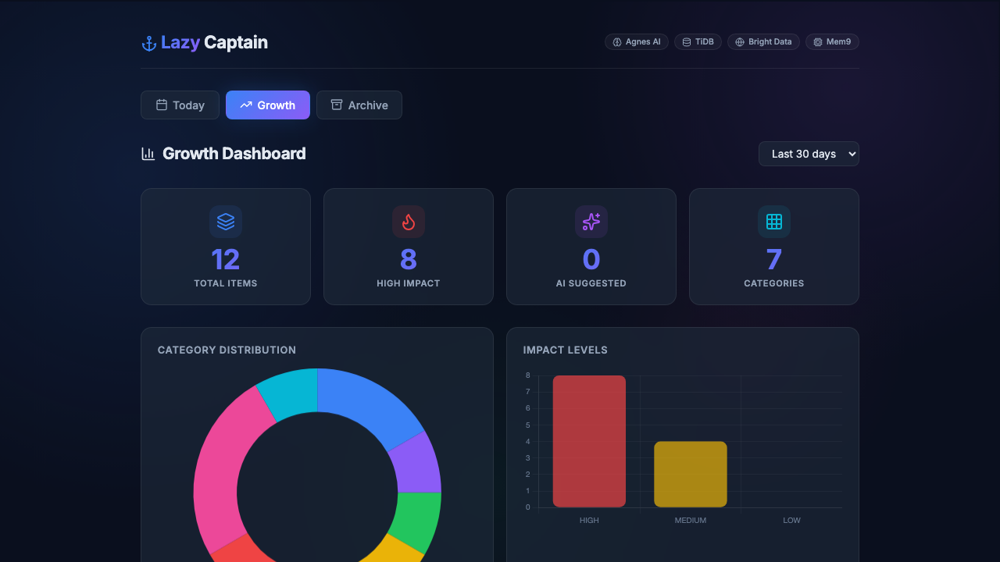 Lazy Captain
Agnes AI
TiDB
Bright Data
Mem9
Today
Growth
Archive
Growth Dashboard
Last 30 days
12
TOTAL ITEMS
8
HIGH IMPACT
0
AI SUGGESTED
7
CATEGORIES
CATEGORY DISTRIBUTION
IMPACT LEVELS
8
7
6
5
4
3
2
1
0
HIGH
MEDIUM
LOW